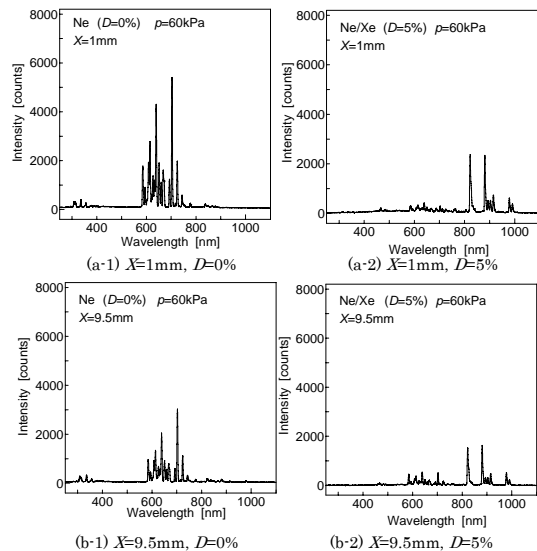 Ne (D=0%) p=60kPa
X=1mm
Intensity [counts]
8000
6000
4000
2000
0
400 600 800 1000
Wavelength [nm]
(a-1) X=1mm, D=0%
Ne/Xe (D=5%) p=60kPa
X=1mm
Intensity [counts]
8000
6000
4000
2000
0
400 600 800 1000
Wavelength [nm]
(a-2) X=1mm, D=5%
Ne (D=0%) p=60kPa
X=9.5mm
Intensity [counts]
8000
6000
4000
2000
0
400 600 800 1000
Wavelength [nm]
(b-1) X=9.5mm, D=0%
Ne/Xe (D=5%) p=60kPa
X=9.5mm
Intensity [counts]
8000
6000
4000
2000
0
400 600 800 1000
Wavelength [nm]
(b-2) X=9.5mm, D=5%